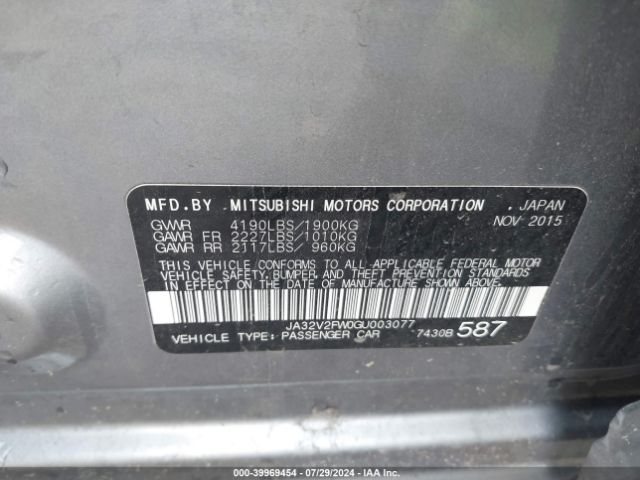 MFD.BY .MITSUBISHI MOTORS CORPORATION .JAPAN
GVWR 4190LBS/1900KG NOV 2015
GAWR FR 2227LBS/1010KG
GAWR RR 2117LBS/ 960KG
THIS VEHICLE CONFORMS TO ALL APPLICABLE FEDERAL MOTOR
VEHICLE SAFETY,BUMPER,AND THEFT PREVENTION STANDARDS
IN EFFECT ON THE DATE OF MANUFACTURE SHOWN ABOVE.
JA32V2FW0GU003077
VEHICLE TYPE: PASSENGER CAR 7430B 587
000-39969454 | 07/29/2024 | IAA Inc.